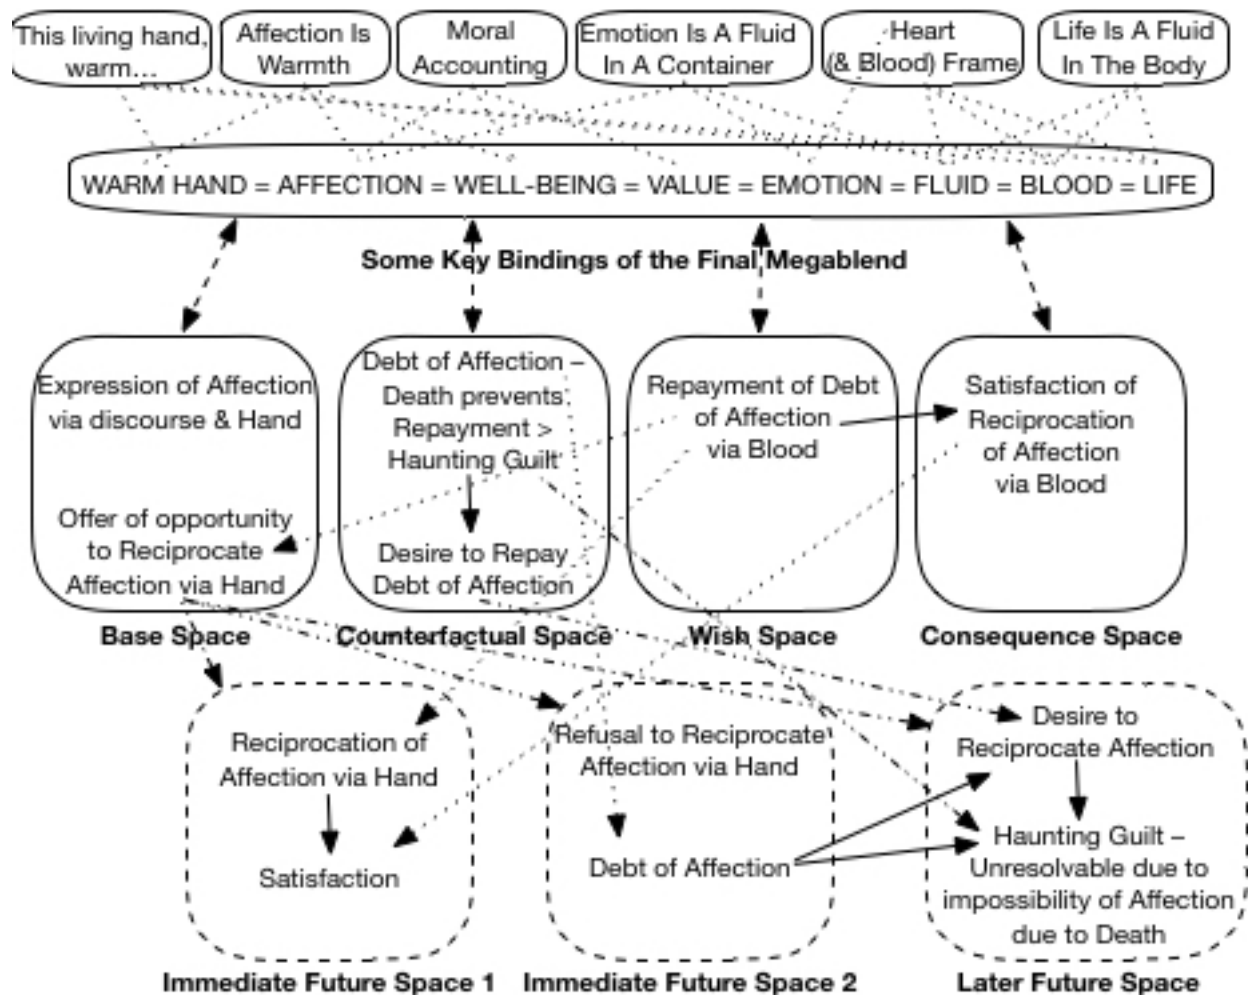 This living hand,
warm...
Affection Is
Warmth
Moral
Accounting
Emotion Is A Fluid
In A Container
Heart
(& Blood) Frame
Life Is A Fluid
In The Body
WARM HAND = AFFECTION = WELL-BEING = VALUE = EMOTION = FLUID = BLOOD = LIFE
Some Key Bindings of the Final Megablend
Expression of Affection
via discourse & Hand
Offer of opportunity
to Reciprocate
Affection via Hand
Base Space
Debt of Affection –
Death prevents
Repayment >
Haunting Guilt
Desire to Repay
Debt of Affection
Counterfactual Space
Repayment of Debt
of Affection
via Blood
Wish Space
Satisfaction of
Reciprocation
of Affection
via Blood
Consequence Space
Reciprocation of
Affection via Hand
Satisfaction
Immediate Future Space 1
Refusal to Reciprocate
Affection via Hand
Debt of Affection
Immediate Future Space 2
Desire to
Reciprocate Affection
Haunting Guilt –
Unresolvable due to
impossibility of Affection
due to Death
Later Future Space